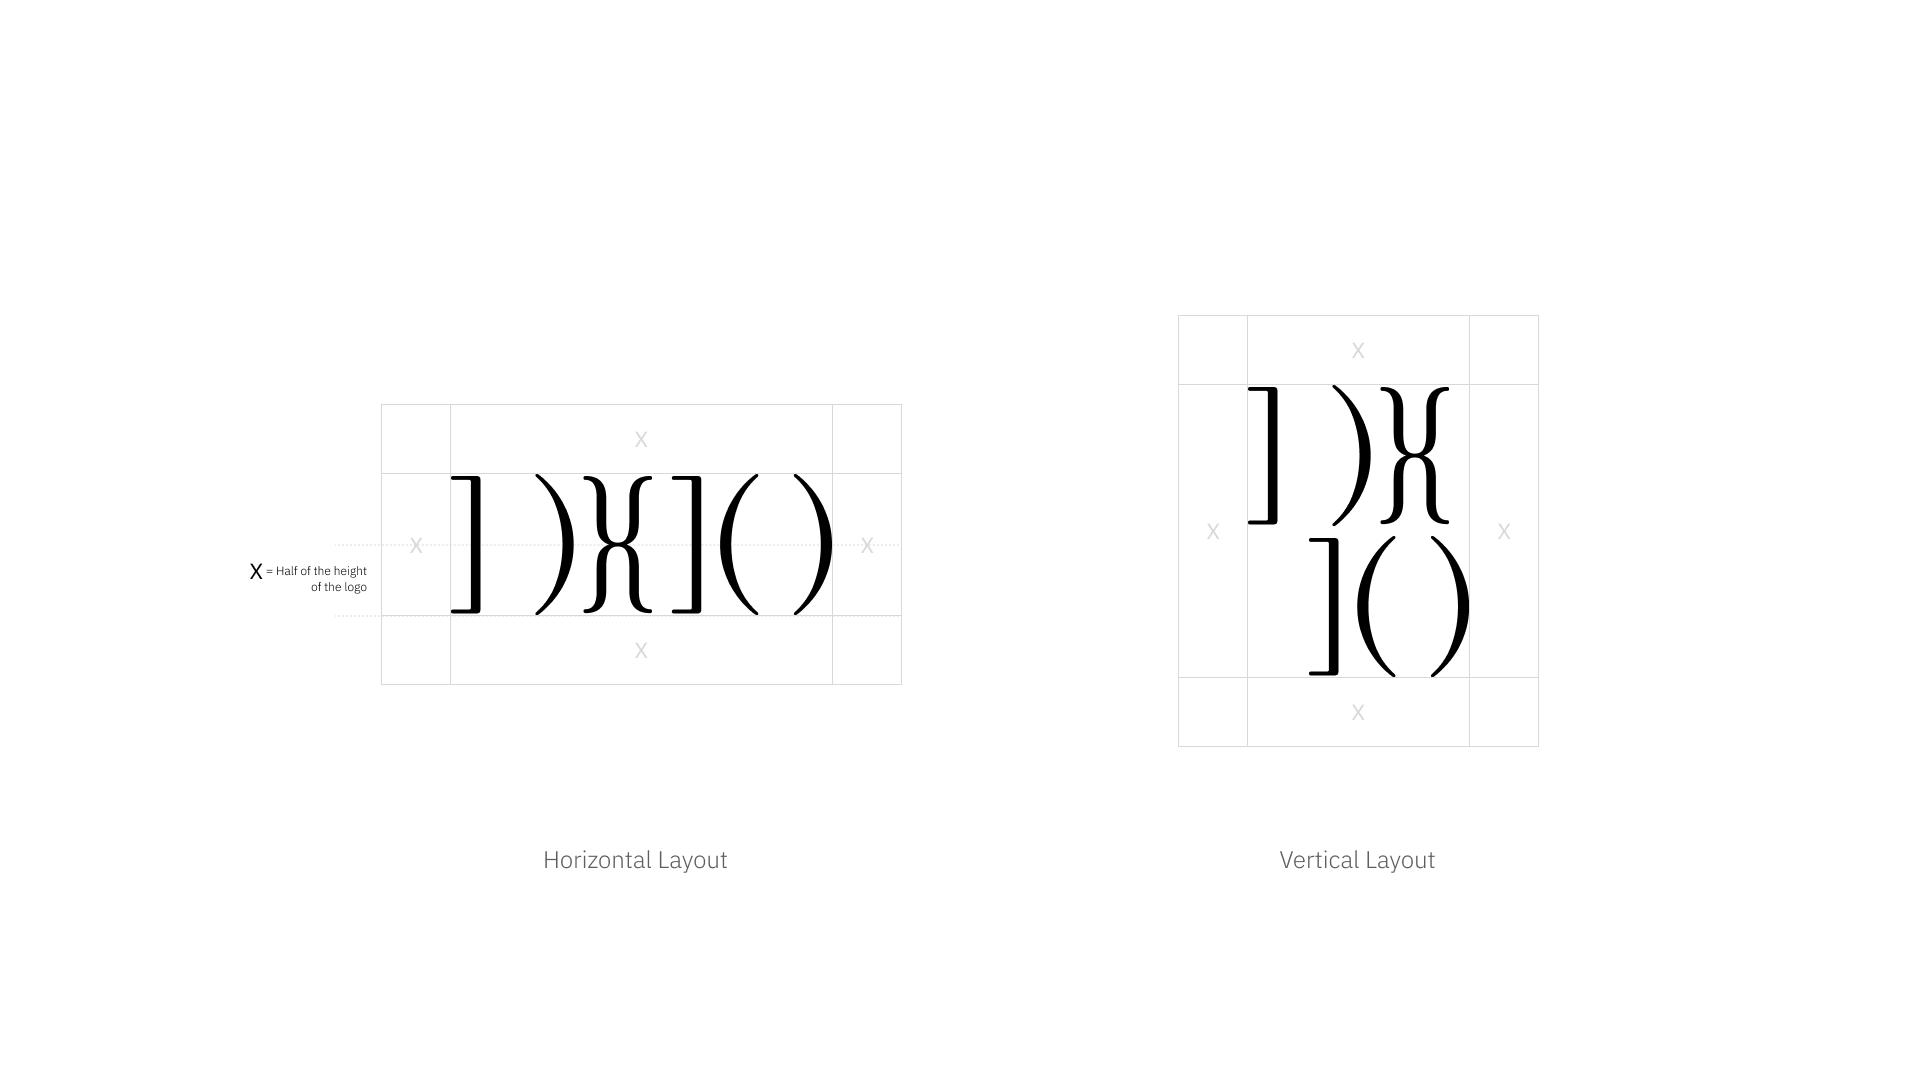 X
] ){} ]( )
X X
X = Half of the height
of the logo
X
Horizontal Layout
X
] ){}
X X
]( )
X
Vertical Layout